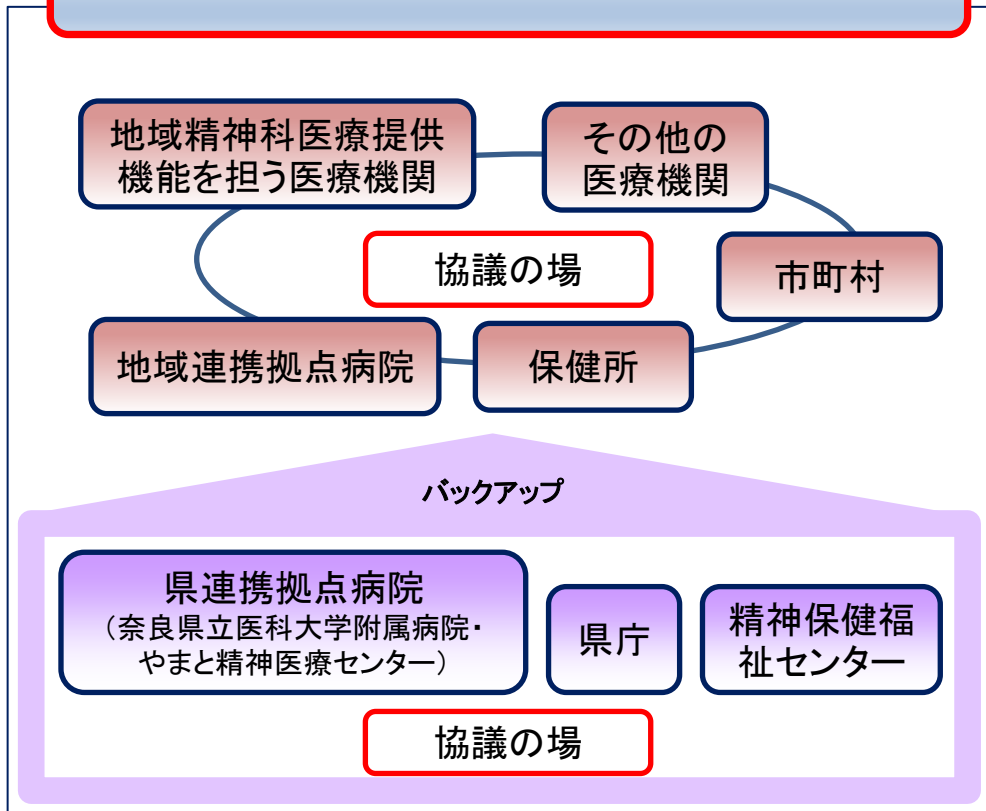 地域精神科医療提供
機能を担う医療機関
その他の
医療機関
協議の場
市町村
地域連携拠点病院
保健所
バックアップ
県連携拠点病院
（奈良県立医科大学附属病院・
やまと精神医療センター）
県庁
精神保健福
祉センター
協議の場